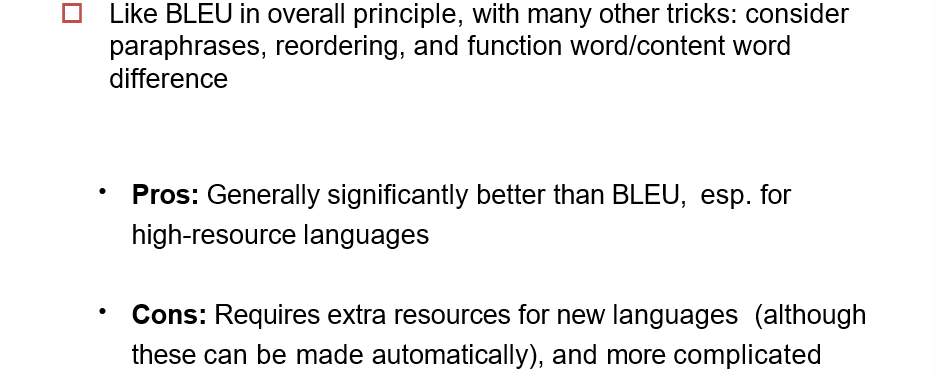 Like BLEU in overall principle, with many other tricks: consider
paraphrases, reordering, and function word/content word
difference
• Pros: Generally significantly better than BLEU, esp. for
high-resource languages
• Cons: Requires extra resources for new languages (although
these can be made automatically), and more complicated